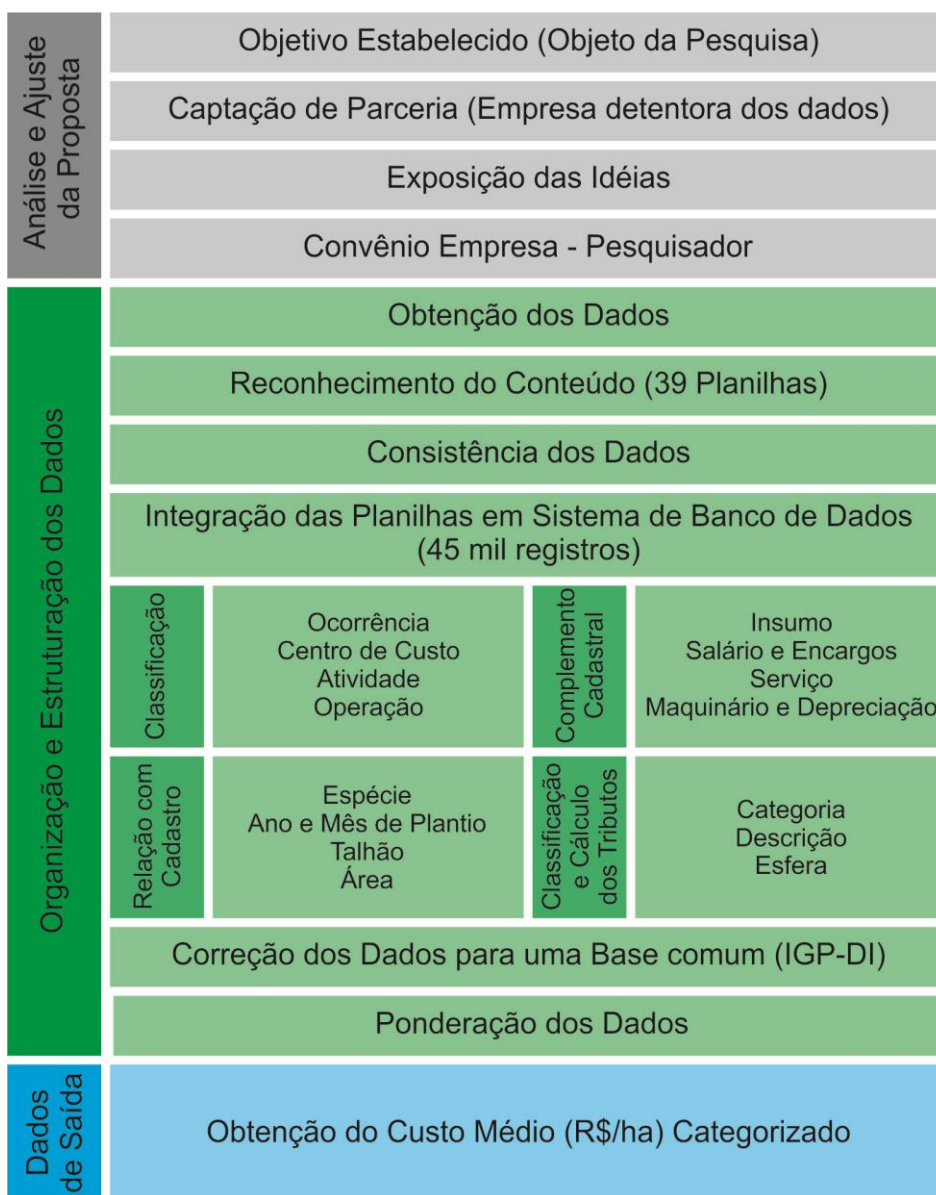 Análise e Ajuste
da Proposta
Objetivo Estabelecido (Objeto da Pesquisa)
Captação de Parceria (Empresa detentora dos dados)
Exposição das Idéias
Convênio Empresa - Pesquisador
Organização e Estruturação dos Dados
Obtenção dos Dados
Reconhecimento do Conteúdo (39 Planilhas)
Consistência dos Dados
Integração das Planilhas em Sistema de Banco de Dados
(45 mil registros)
Classificação
Ocorrência
Centro de Custo
Atividade
Operação
Complemento
Cadastral
Insumo
Salário e Encargos
Serviço
Maquinário e Depreciação
Relação com
Cadastro
Espécie
Ano e Mês de Plantio
Talhão
Área
Classificação
e Cálculo
dos Tributos
Categoria
Descrição
Esfera
Correção dos Dados para uma Base comum (IGP-DI)
Ponderação dos Dados
Dados
de Saída
Obtenção do Custo Médio (R$/ha) Categorizado